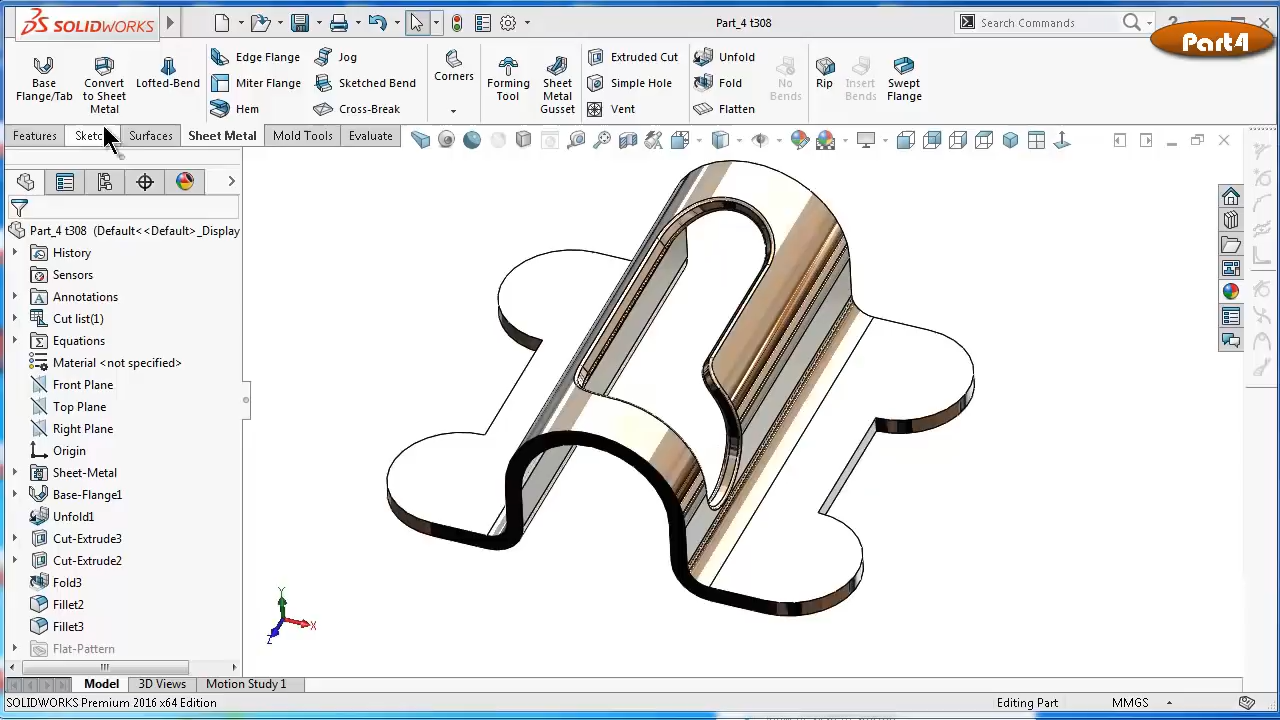 SOLIDWORKS
Part_4 t308
Search Commands
?
Part4
Base Flange/Tab
Convert to Sheet Metal
Lofted-Bend
Edge Flange
Miter Flange
Hem
Jog
Sketched Bend
Cross-Break
Corners
Forming Tool
Sheet Metal Gusset
Extruded Cut
Simple Hole
Vent
Unfold
Fold
Flatten
No Bends
Rip
Insert Bends
Swept Flange
Features
Sketc
Surfaces
Sheet Metal
Mold Tools
Evaluate
Part_4 t308 (Default<<Default>_Display
History
Sensors
Annotations
Cut list(1)
Equations
Material <not specified>
Front Plane
Top Plane
Right Plane
Origin
Sheet-Metal
Base-Flange1
Unfold1
Cut-Extrude3
Cut-Extrude2
Fold3
Fillet2
Fillet3
Flat-Pattern
Y
X
Z
Model
3D Views
Motion Study 1
SOLIDWORKS Premium 2016 x64 Edition
Editing Part
MMGS